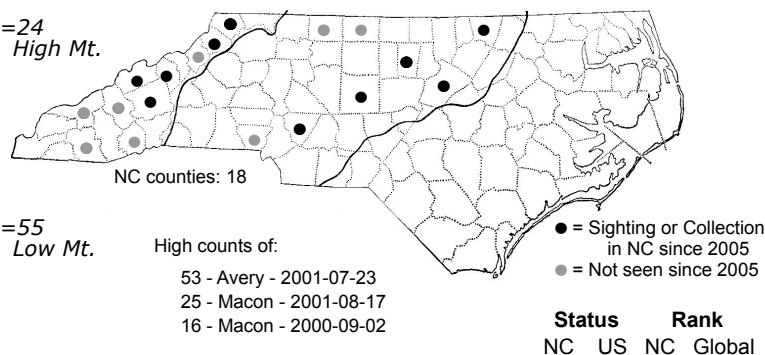 =24
High Mt.
NC counties: 18
=55
Low Mt.
High counts of:
53 - Avery - 2001-07-23
25 - Macon - 2001-08-17
16 - Macon - 2000-09-02
= Sighting or Collection
in NC since 2005
= Not seen since 2005
Status Rank
NC US NC Global